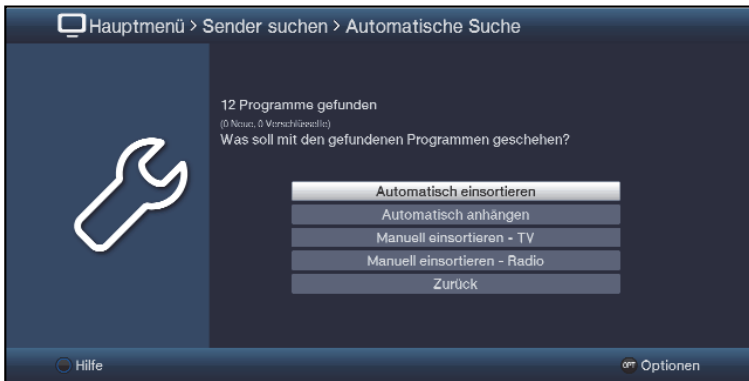 Hauptmenü > Sender suchen > Automatische Suche
12 Programme gefunden
(0 Neue, 0 Verschlüsselte)
Was soll mit den gefundenen Programmen geschehen?
Automatisch einsortieren
Automatisch anhängen
Manuell einsortieren - TV
Manuell einsortieren - Radio
Zurück
Hilfe
OPT Optionen